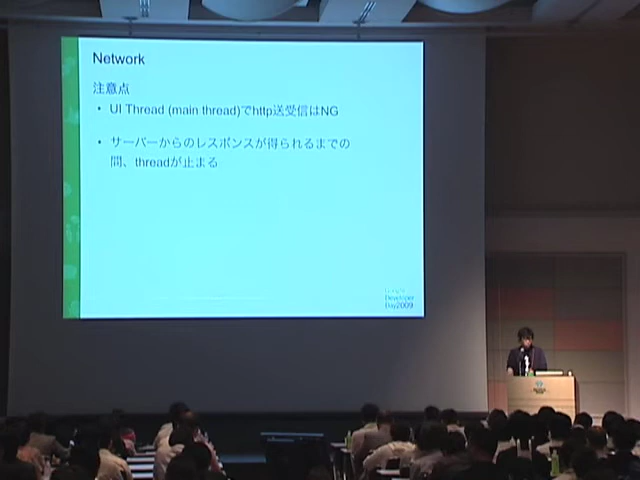 Network
注意点
• UI Thread (main thread)でhttp送受信はNG
• サーバーからのレスポンスが得られるまでの
間、threadが止まる
Google
Developer
Day2009